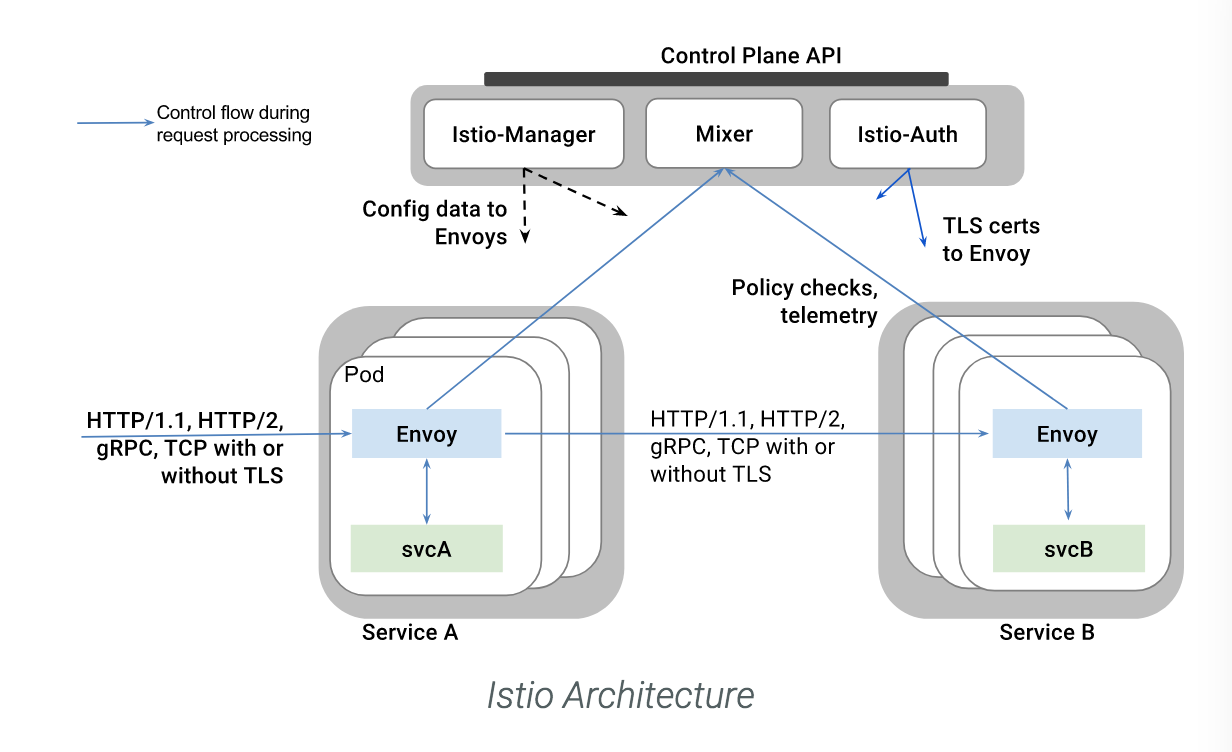 Control Plane API
Control flow during
request processing
Istio-Manager
Mixer
Istio-Auth
Config data to
Envoys
TLS certs
to Envoy
Policy checks,
telemetry
Pod
HTTP/1.1, HTTP/2,
gRPC, TCP with or
without TLS
Envoy
HTTP/1.1, HTTP/2,
gRPC, TCP with or
without TLS
Envoy
svcA
svcB
Service A
Service B
Istio Architecture